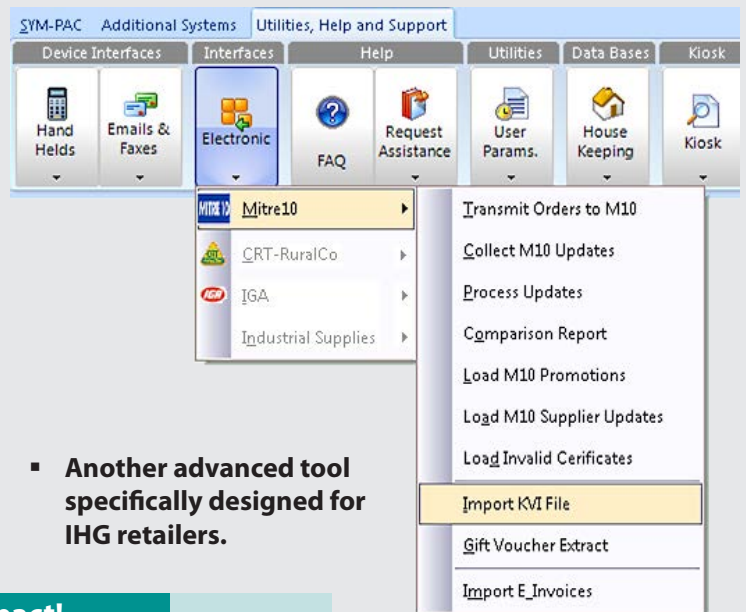 SYM-PAC Additional Systems Utilities, Help and Support
Device Interfaces Interfaces Help Utilities Data Bases Kiosk
Hand Helds
Emails & Faxes
Electronic
FAQ
Request Assistance
User Params.
House Keeping
Kiosk
MITRE 10 Mitre10
CRT-RuralCo
IGA IGA
Industrial Supplies
Transmit Orders to M10
Collect M10 Updates
Process Updates
Comparison Report
Load M10 Promotions
Load M10 Supplier Updates
Load Invalid Cerificates
Import KVI File
Gift Voucher Extract
Import E_Invoices
▪ Another advanced tool
specifically designed for
IHG retailers.